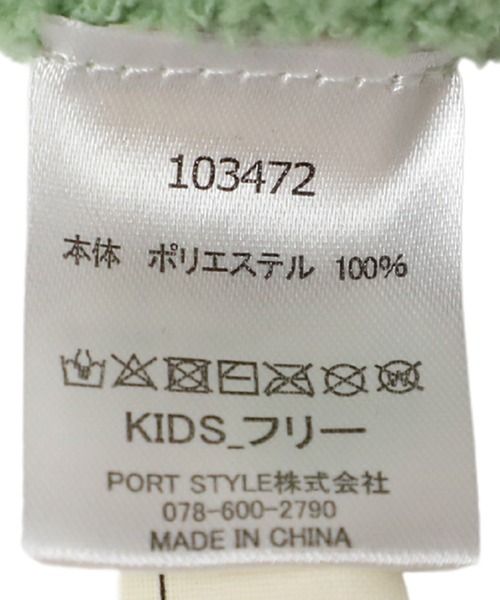 103472
本体 ポリエステル 100%
KIDS_フリー
PORT STYLE株式会社
078-600-2790
MADE IN CHINA